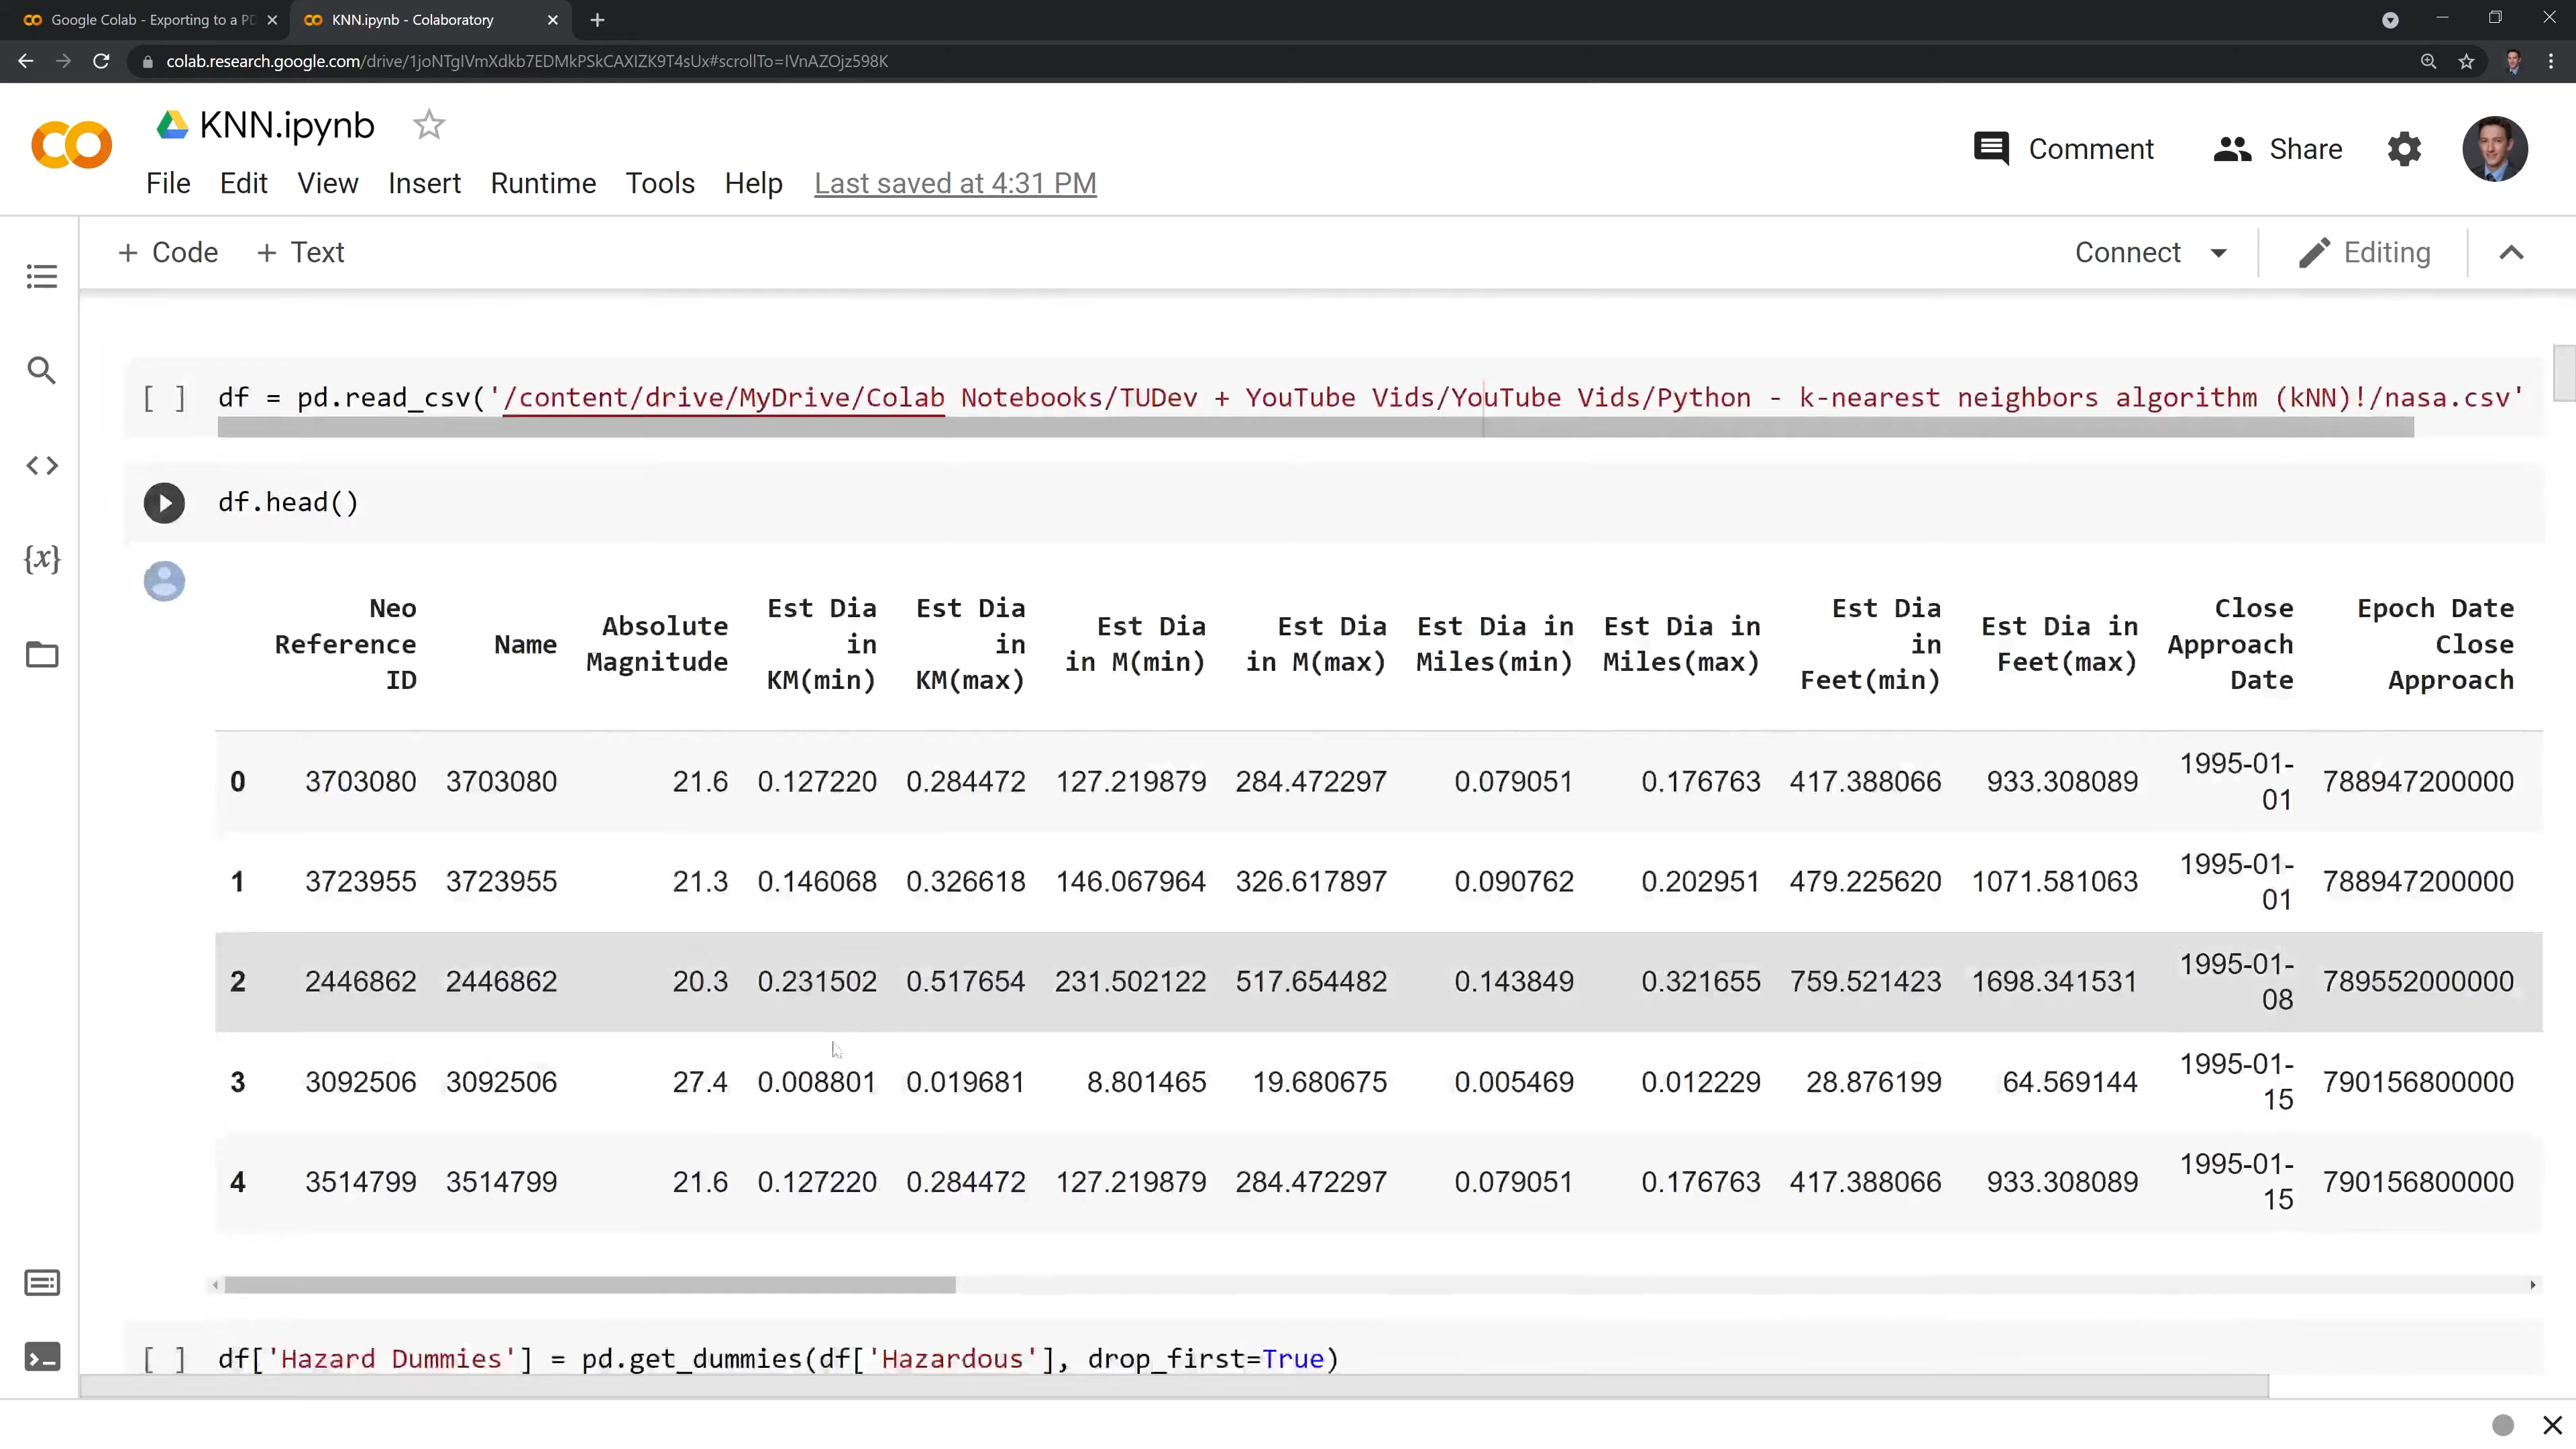 Google Colab - Exporting to a PD
KNN.ipynb - Colaboratory
colab.research.google.com/drive/1joNTgIVmXdkb7EDMkPSkCAXIZK9T4sUx#scrollTo=IVnAZOjz598K
KNN.ipynb
Comment Share
File Edit View Insert Runtime Tools Help Last saved at 4:31 PM
+ Code + Text Connect Editing
[ ] df = pd.read_csv('/content/drive/MyDrive/Colab Notebooks/TUDev + YouTube Vids/YouTube Vids/Python - k-nearest neighbors algorithm (kNN)!/nasa.csv'
df.head()
{x}
Neo Reference ID Name Absolute Magnitude Est Dia in KM(min) Est Dia in KM(max) Est Dia in M(min) Est Dia in M(max) Est Dia in Miles(min) Est Dia in Miles(max) Est Dia in Feet(min) Est Dia in Feet(max) Close Approach Date Epoch Date Close Approach
0 3703080 3703080 21.6 0.127220 0.284472 127.219879 284.472297 0.079051 0.176763 417.388066 933.308089 1995-01-01 788947200000
1 3723955 3723955 21.3 0.146068 0.326618 146.067964 326.617897 0.090762 0.202951 479.225620 1071.581063 1995-01-01 788947200000
2 2446862 2446862 20.3 0.231502 0.517654 231.502122 517.654482 0.143849 0.321655 759.521423 1698.341531 1995-01-08 789552000000
3 3092506 3092506 27.4 0.008801 0.019681 8.801465 19.680675 0.005469 0.012229 28.876199 64.569144 1995-01-15 790156800000
4 3514799 3514799 21.6 0.127220 0.284472 127.219879 284.472297 0.079051 0.176763 417.388066 933.308089 1995-01-15 790156800000
[ ] df['Hazard Dummies'] = pd.get_dummies(df['Hazardous'], drop_first=True)